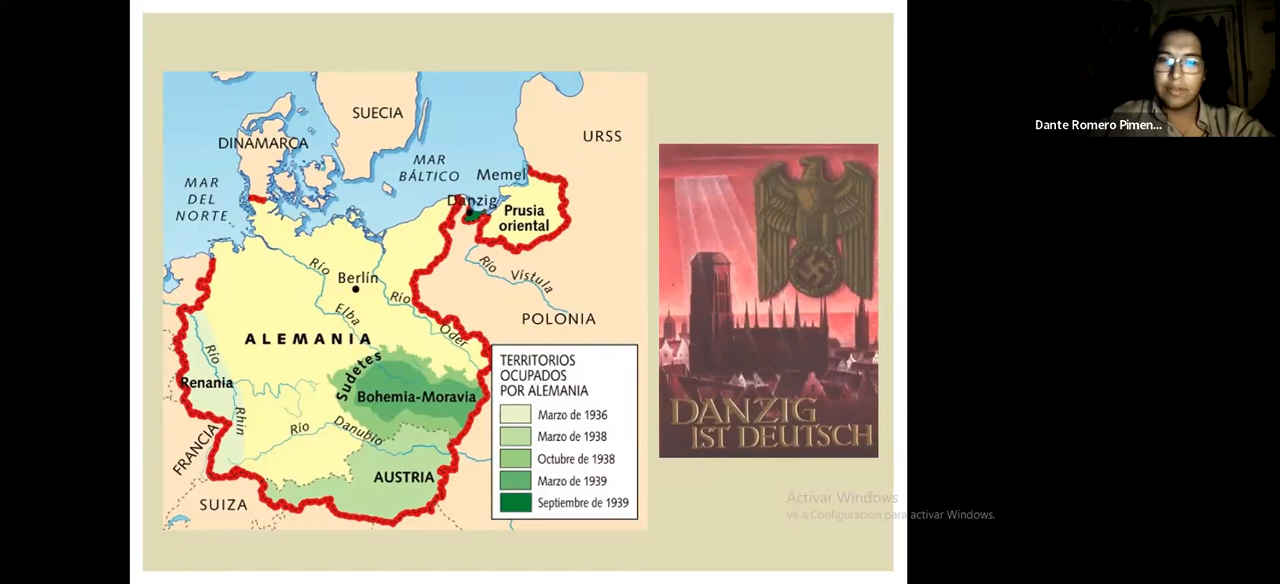 SUECIA
DINAMARCA
URSS
MAR
BÁLTICO
Memel
MAR
DEL
NORTE
Danzig
Prusia
oriental
Río
Berlín
Río
Vístula
Río
Elba
Oder
POLONIA
ALEMANIA
Sudetes
Río
Renania
Bohemia-Moravia
Rhin
Río
Danubio
FRANCIA
AUSTRIA
SUIZA
TERRITORIOS
OCUPADOS
POR ALEMANIA
Marzo de 1936
Marzo de 1938
Octubre de 1938
Marzo de 1939
Septiembre de 1939
DANZIG
IST DEUTSCH
Dante Romero Pimen...
Activar Windows
Ve a Configuración para activar Windows.